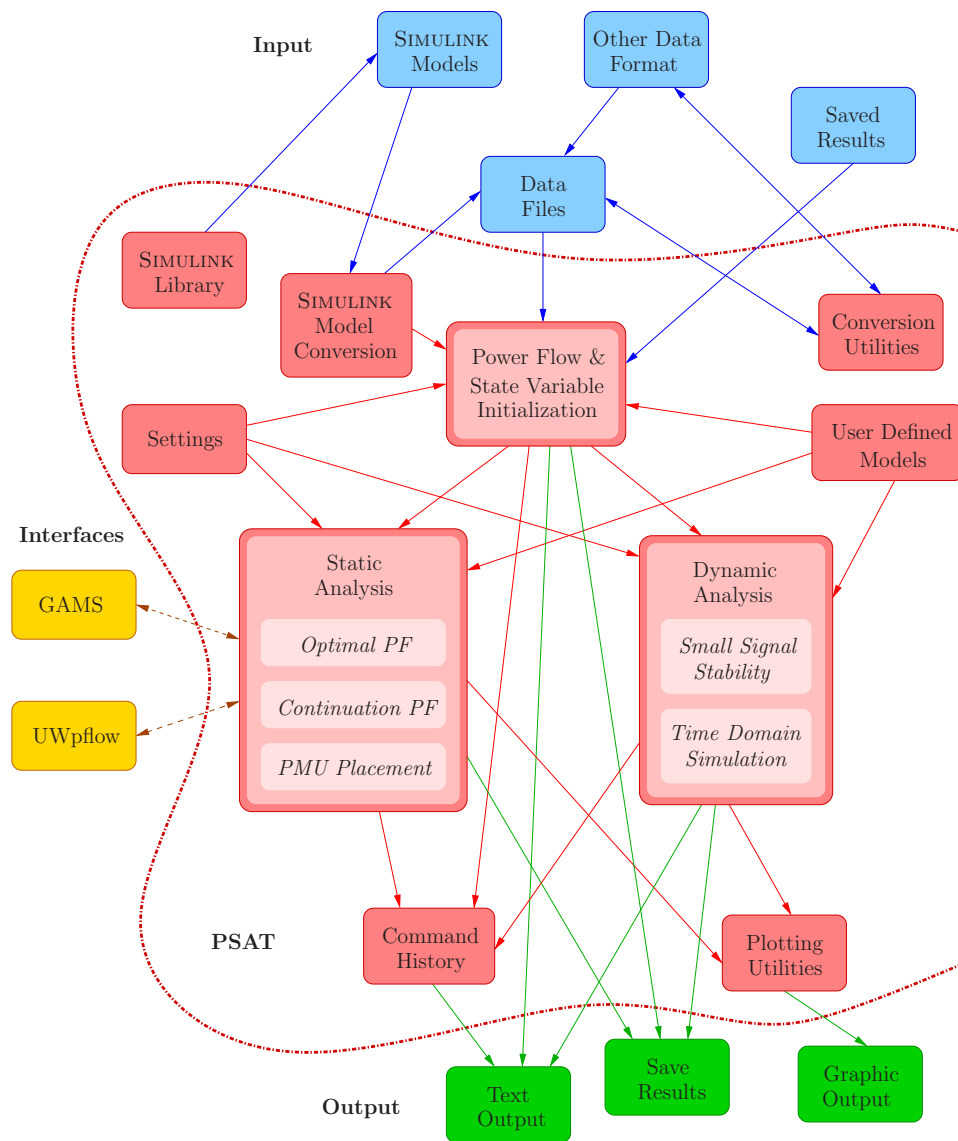 Input
SIMULINK
Models
Other Data
Format
Saved
Results
Data
Files
SIMULINK
Library
SIMULINK
Model
Conversion
Conversion
Utilities
Power Flow &
State Variable
Initialization
Settings
User Defined
Models
Interfaces
GAMS
UWpflow
Static
Analysis
Optimal PF
Continuation PF
PMU Placement
Dynamic
Analysis
Small Signal
Stability
Time Domain
Simulation
PSAT
Command
History
Plotting
Utilities
Output
Text
Output
Save
Results
Graphic
Output